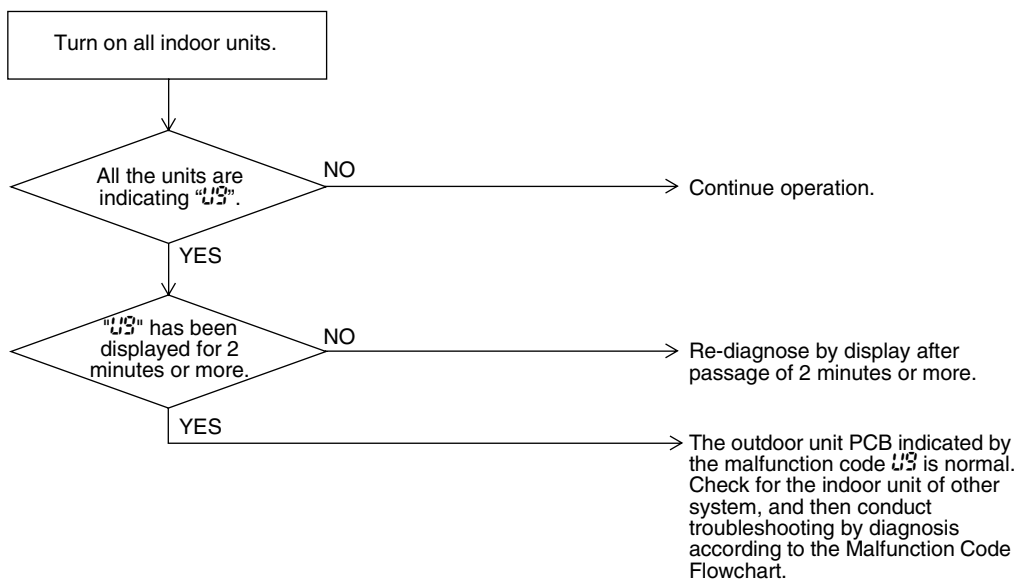 Turn on all indoor units.
All the units are
indicating “U9”.
NO
Continue operation.
YES
"U9" has been
displayed for 2
minutes or more.
NO
Re-diagnose by display after
passage of 2 minutes or more.
YES
The outdoor unit PCB indicated by
the malfunction code U9 is normal.
Check for the indoor unit of other
system, and then conduct
troubleshooting by diagnosis
according to the Malfunction Code
Flowchart.